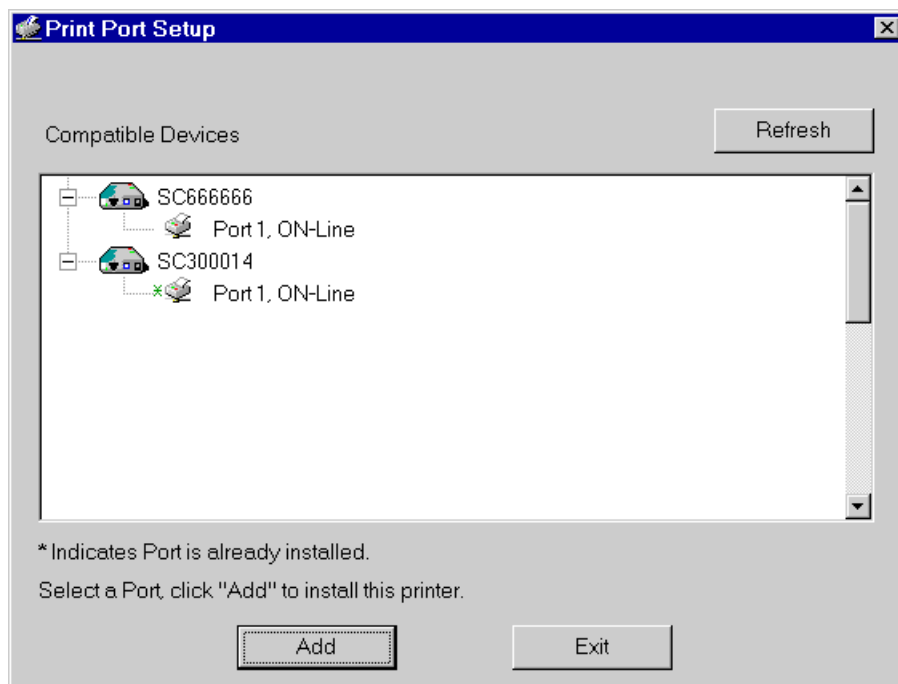 Print Port Setup
Compatible Devices
Refresh
SC666666
Port 1, ON-Line
SC300014
*
Port 1, ON-Line
* Indicates Port is already installed.
Select a Port, click "Add" to install this printer.
Add
Exit